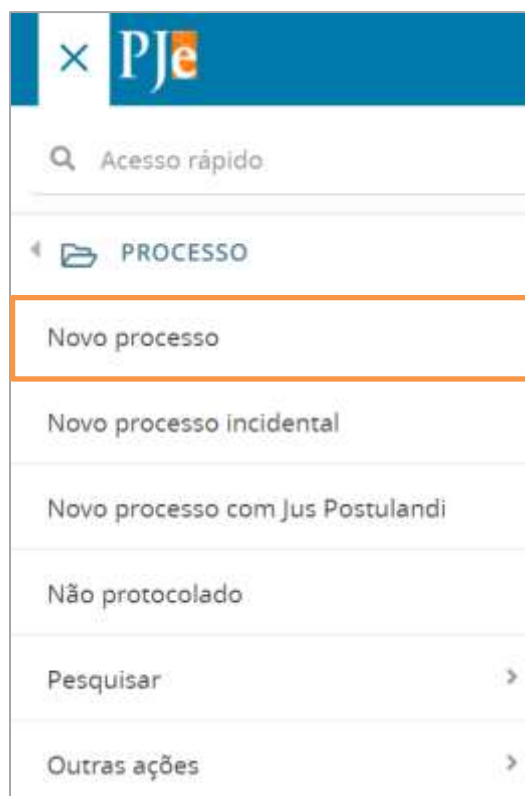 PJe
Acesso rápido
PROCESSO
Novo processo
Novo processo incidental
Novo processo com Jus Postulandi
Não protocolado
Pesquisar
Outras ações